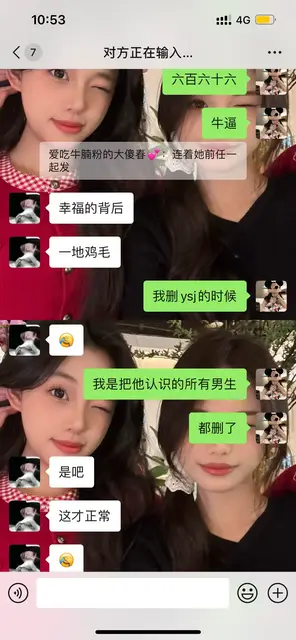 10:53
4G
7
对方正在输入...
六百六十六
牛逼
爱吃牛腩粉的大傻春💕：连着她前任一
起发
幸福的背后
一地鸡毛
我删 ysj 的时候
我是把他认识的所有男生
都删了
是吧
这才正常